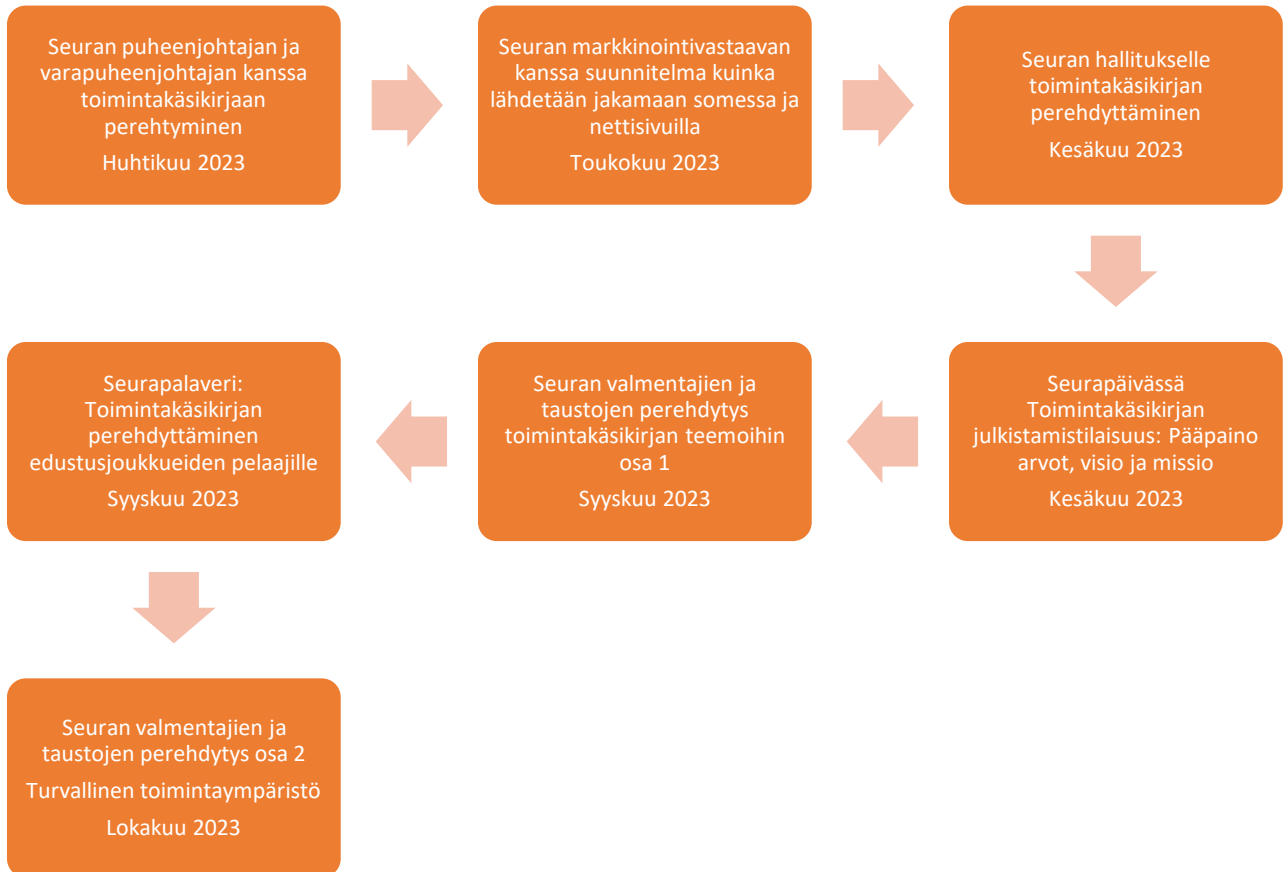 Seuran puheenjohtajan ja
varapuheenjohtajan kanssa
toimintakäsikirjaan
perehtyminen
Huhtikuu 2023
Seuran markkinointivastaavan
kanssa suunnitelma kuinka
lähdetään jakamaan somessa ja
nettisivuilla
Toukokuu 2023
Seuran hallitukselle
toimintakäsikirjan
perehdyttäminen
Kesäkuu 2023
Seurapäivässä
Toimintakäsikirjan
julkistamistilaisuus: Pääpaino
arvot, visio ja missio
Kesäkuu 2023
Seuran valmentajien ja
taustojen perehdytys
toimintakäsikirjan teemoihin
osa 1
Syyskuu 2023
Seurapalaveri:
Toimintakäsikirjan
perehdyttäminen
edustusjoukkueiden pelaajille
Syyskuu 2023
Seuran valmentajien ja
taustojen perehdytys osa 2
Turvallinen toimintaympäristö
Lokakuu 2023